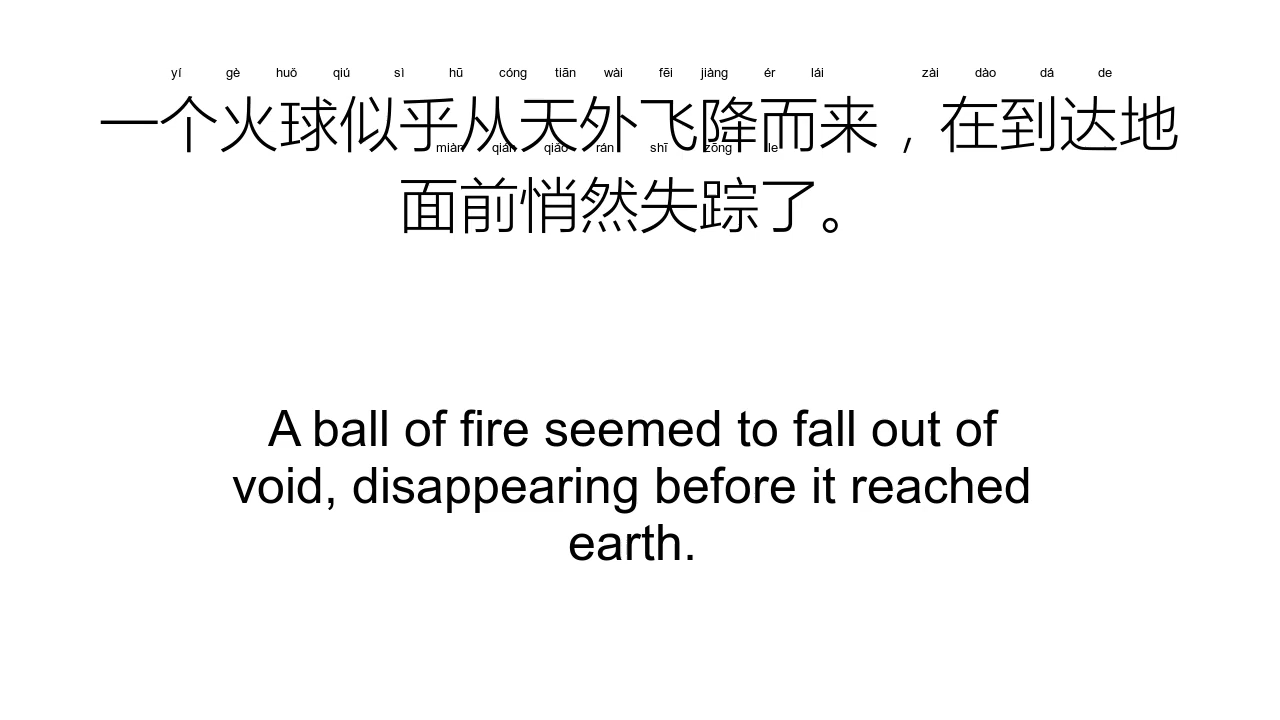 yí gè huǒ qiú sì hū cóng tiān wài fēi jiàng ér lái zài dào dá de
一个火球似乎从天外飞降而来，在到达地
miàn qián qiǎo rán shī zōng le
面前悄然失踪了。
A ball of fire seemed to fall out of
void, disappearing before it reached
earth.